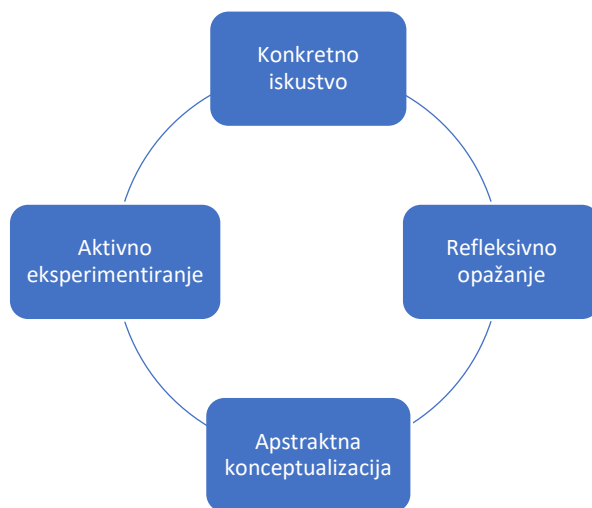 Konkretno
iskustvo
Refleksivno
opažanje
Apstraktna
konceptualizacija
Aktivno
eksperimentiranje